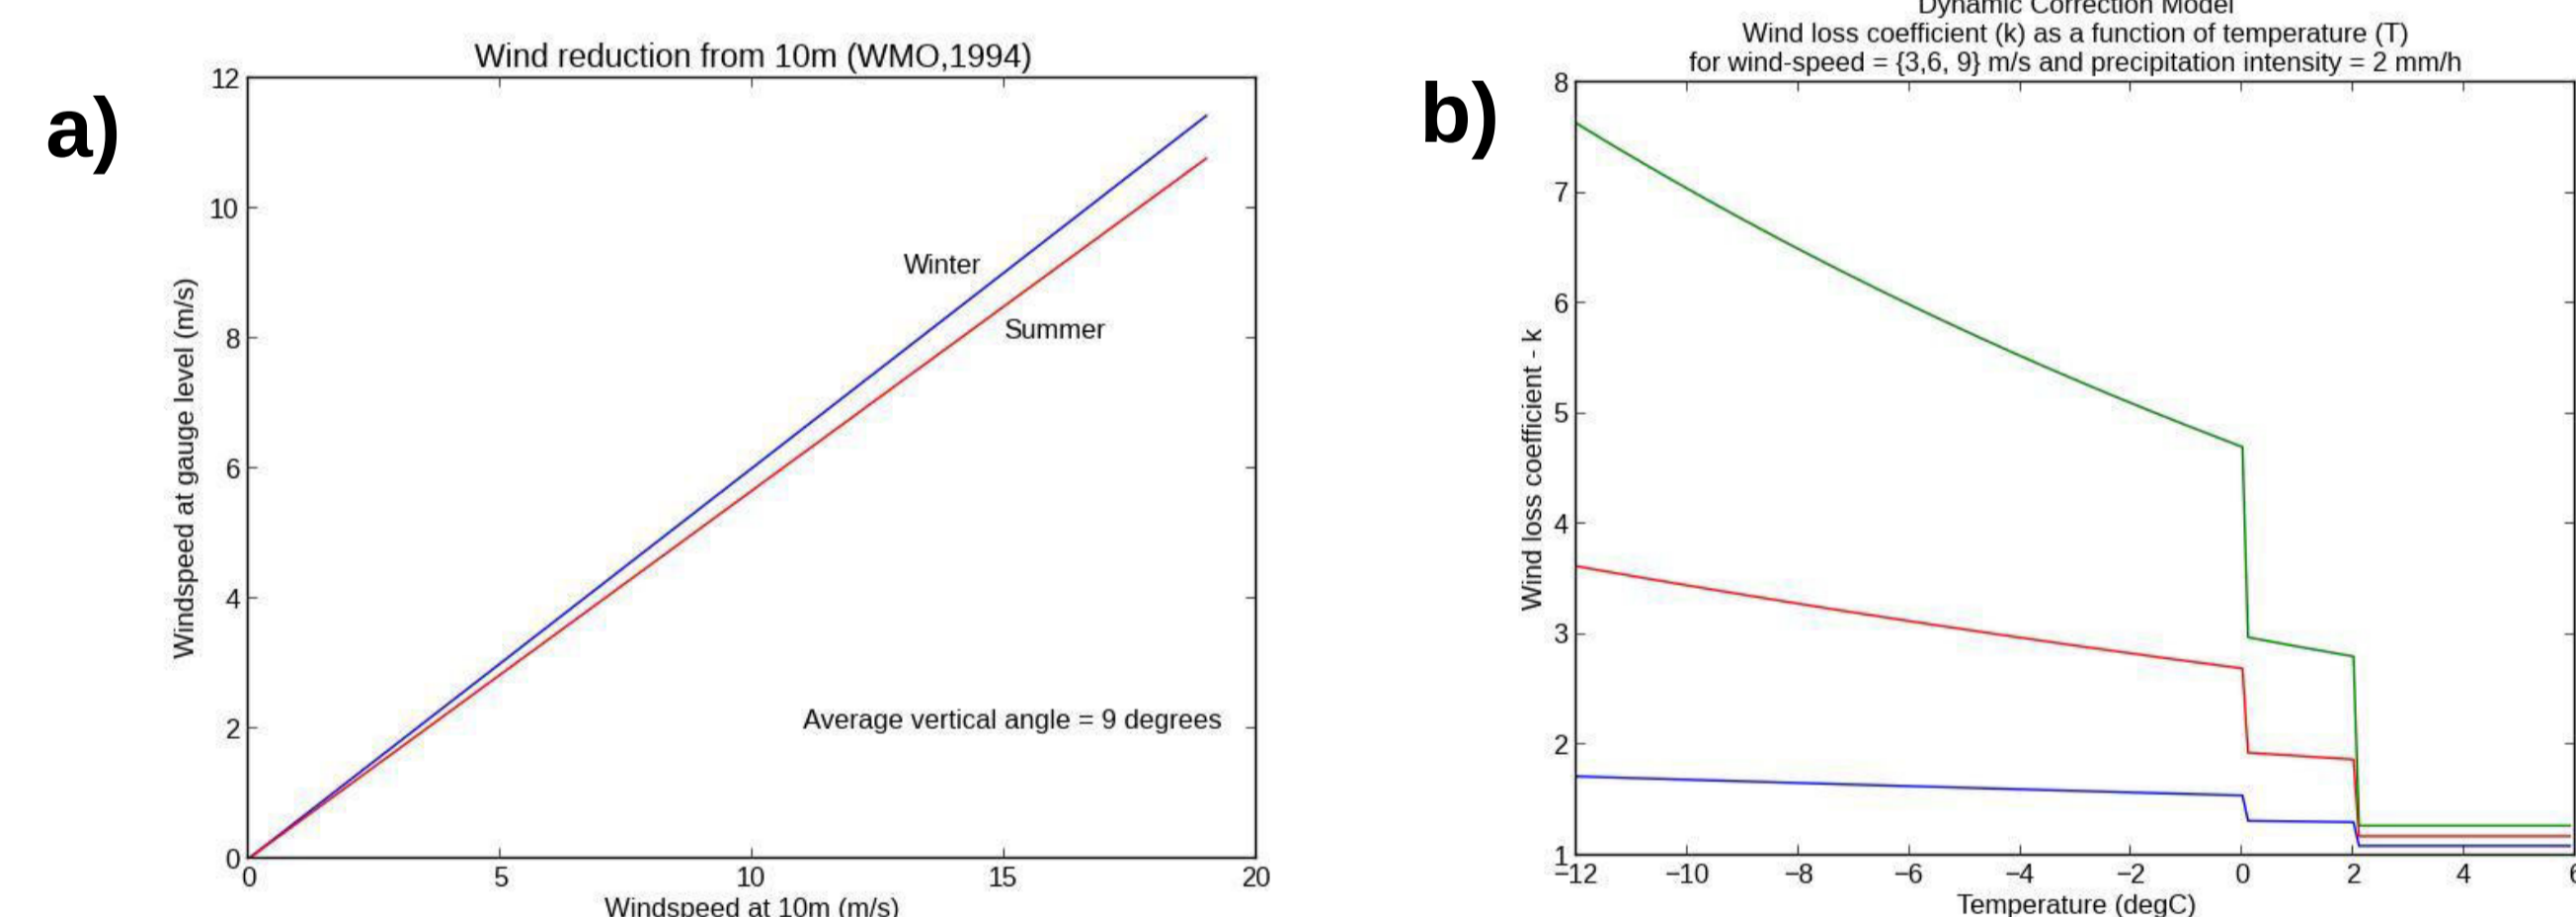 a)
Wind reduction from 10m (WMO,1994)
12
10
8
6
4
2
0
Windspeed at gauge level (m/s)
Winter
Summer
Average vertical angle = 9 degrees
0 5 10 15 20
Windspeed at 10m (m/s)
b)
Dynamic Correction Model
Wind loss coefficient (k) as a function of temperature (T)
for wind-speed = {3,6, 9} m/s and precipitation intensity = 2 mm/h
8
7
6
5
4
3
2
1
Wind loss coefficient - k
−12 −10 −8 −6 −4 −2 0 2 4 6
Temperature (degC)